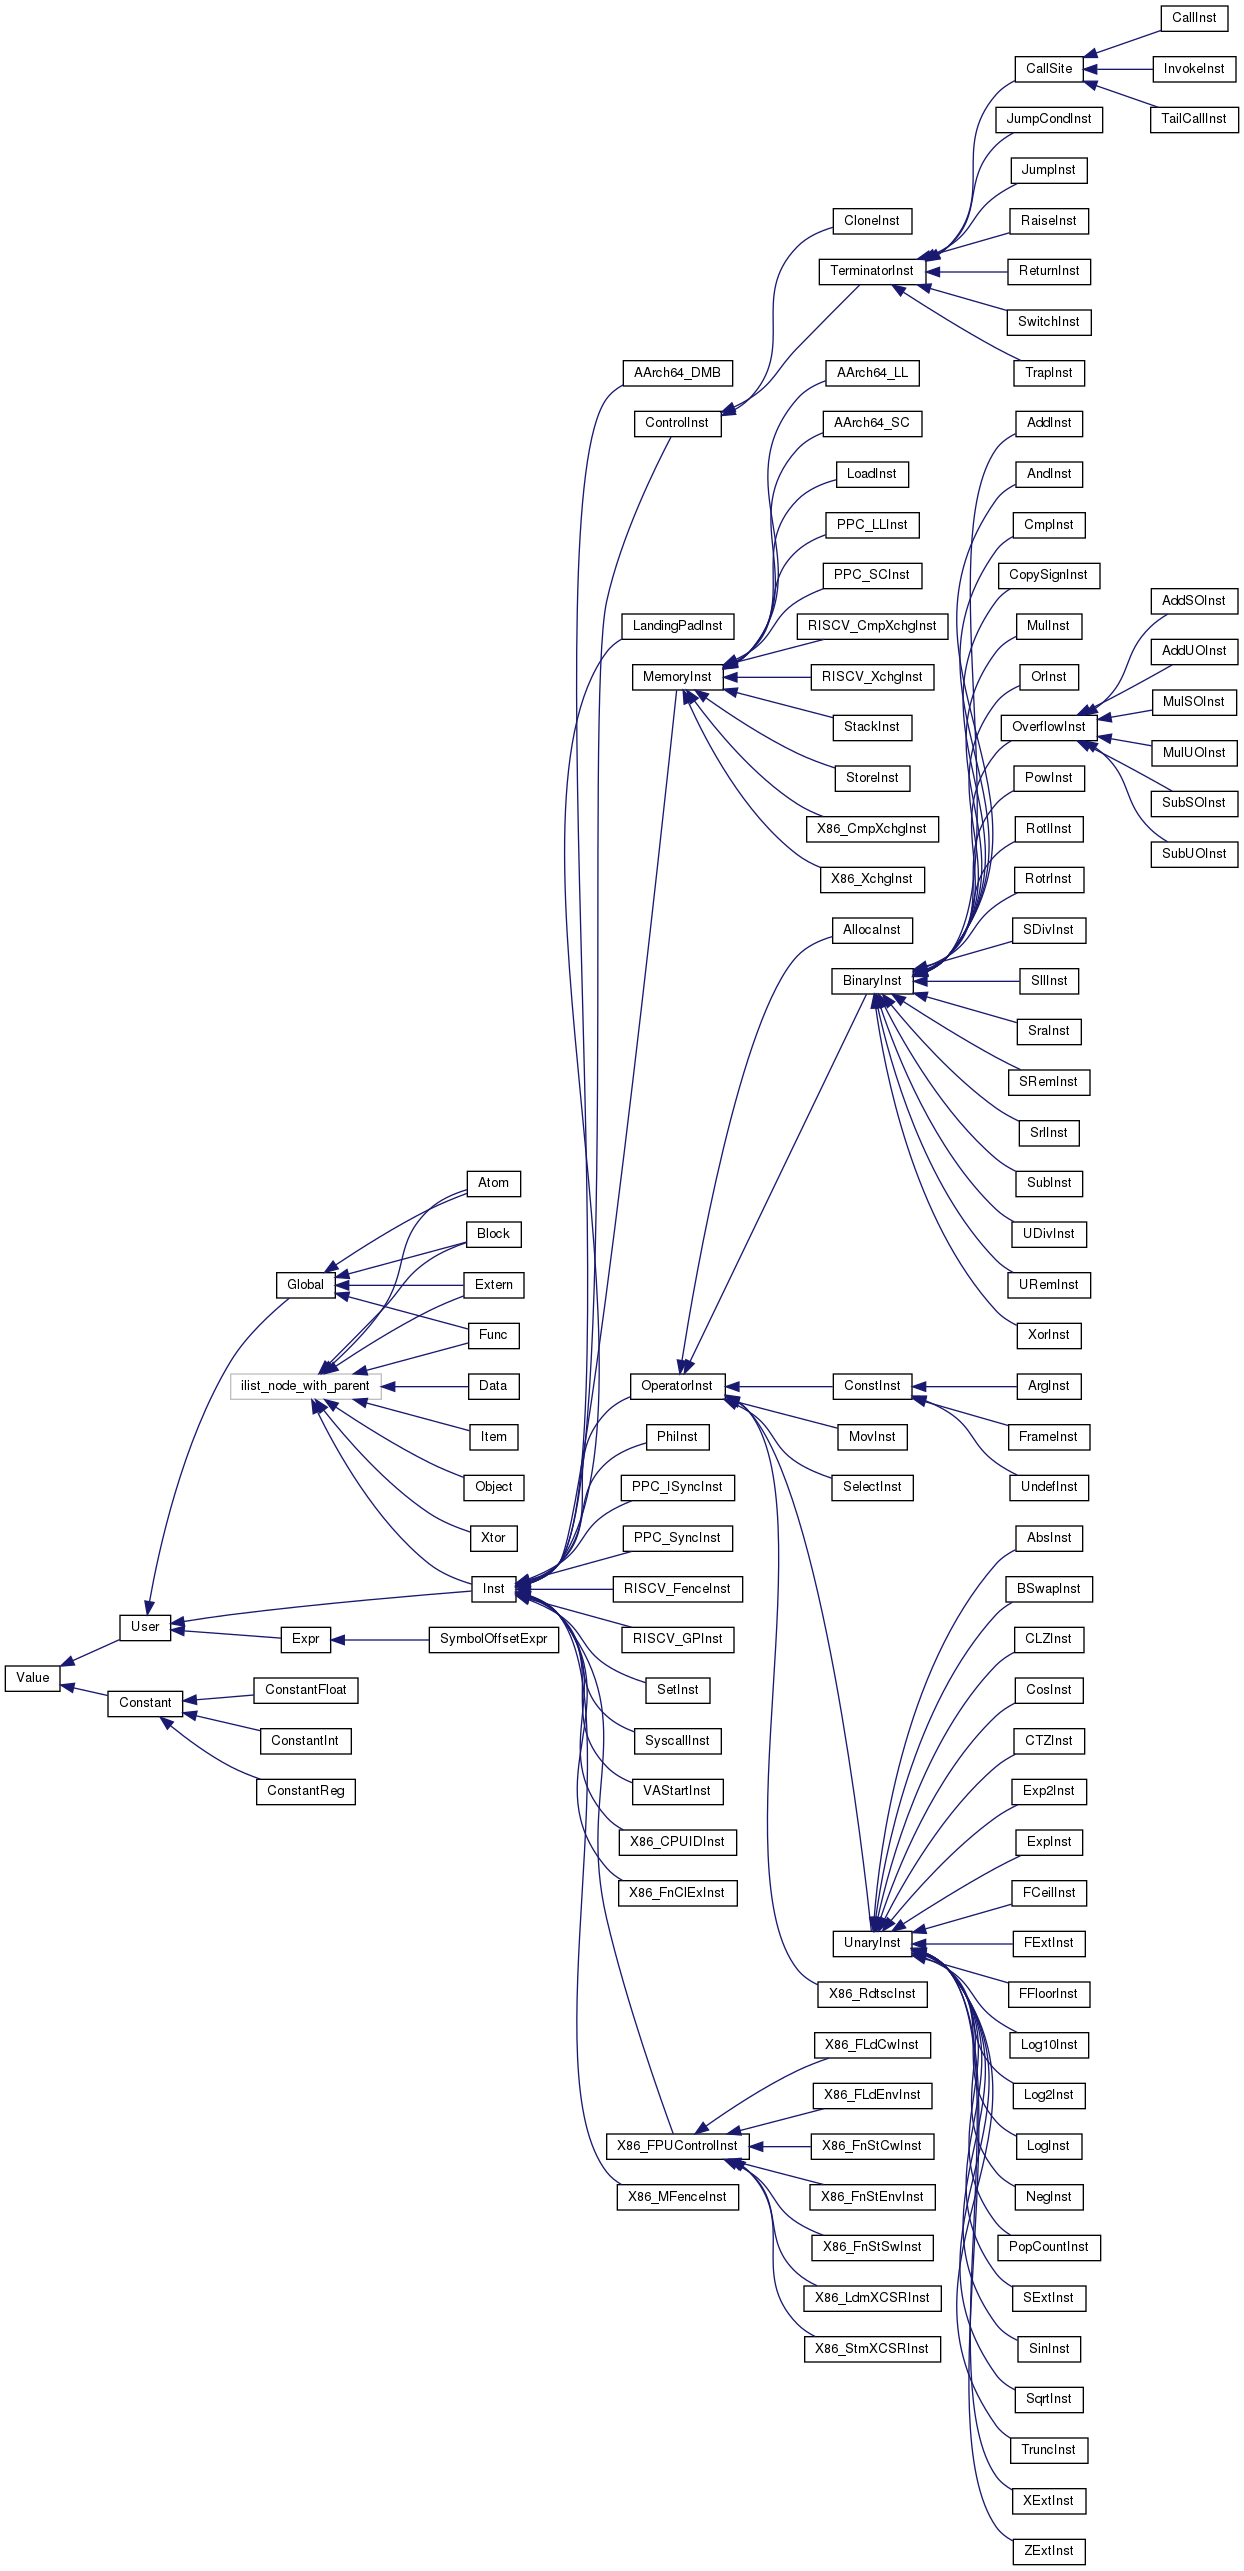 CallInst
CallSite
InvokeInst
TailCallInst
JumpCondInst
JumpInst
CloneInst
RaiseInst
TerminatorInst
ReturnInst
SwitchInst
AArch64_DMB
AArch64_LL
TrapInst
ControlInst
AArch64_SC
AddInst
LoadInst
AndInst
PPC_LLInst
CmpInst
PPC_SCInst
CopySignInst
AddSOInst
LandingPadInst
RISCV_CmpXchgInst
MulInst
AddUOInst
MemoryInst
RISCV_XchgInst
OrInst
MulSOInst
StackInst
OverflowInst
MulUOInst
StoreInst
PowInst
SubSOInst
X86_CmpXchgInst
RotlInst
SubUOInst
X86_XchgInst
RotrInst
AllocaInst
SDivInst
BinaryInst
SllInst
SraInst
SRemInst
SrlInst
Atom
SubInst
Block
UDivInst
Global
Extern
URemInst
Func
XorInst
ilist_node_with_parent
Data
OperatorInst
ConstInst
ArgInst
Item
PhiInst
MovInst
FrameInst
Object
PPC_ISyncInst
SelectInst
UndefInst
Xtor
PPC_SyncInst
AbsInst
Inst
RISCV_FenceInst
BSwapInst
User
Expr
SymbolOffsetExpr
RISCV_GPInst
CLZInst
Value
Constant
ConstantFloat
SetInst
CosInst
ConstantInt
SyscallInst
CTZInst
ConstantReg
VAStartInst
Exp2Inst
X86_CPUIDInst
ExpInst
X86_FnClExInst
FCeilInst
UnaryInst
FExtInst
X86_RdtscInst
FFloorInst
X86_FLdCwInst
Log10Inst
X86_FLdEnvInst
Log2Inst
X86_FPUControlInst
X86_FnStCwInst
LogInst
X86_MFenceInst
X86_FnStEnvInst
NegInst
X86_FnStSwInst
PopCountInst
X86_LdmXCSRInst
SExtInst
X86_StmXCSRInst
SinInst
SqrtInst
TruncInst
XExtInst
ZExtInst